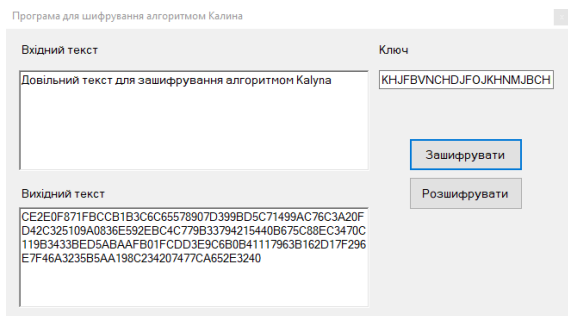 Програма для шифрування алгоритмом Калина
Вхідний текст
Ключ
Довільний текст для зашифрування алгоритмом Kalyna
KHJFBVNCHDJFOJKHNMJBCH
Зашифрувати
Розшифрувати
Вихідний текст
CE2E0F871FBCCB1B3C6C65578907D399BD5C71499AC76C3A20F
D42C325109A0836E592EBC4C779B33794215440B675C88EC3470C
119B3433BED5ABAAFB01FCDD3E9C6B0B41117963B162D17F296
E7F46A3235B5AA198C234207477CA652E3240